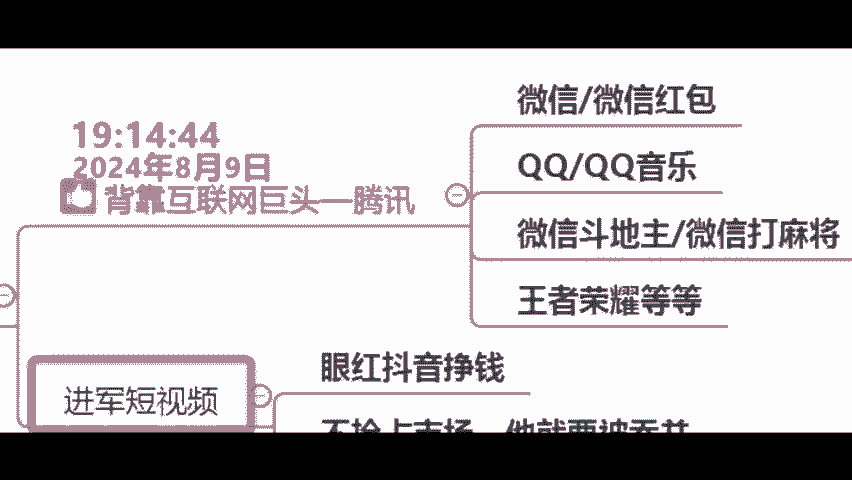 19:14:44
2024年8月9日
背靠互联网巨头—腾讯
微信/微信红包
QQ/QQ音乐
微信斗地主/微信打麻将
王者荣耀等等
进军短视频
眼红抖音挣钱